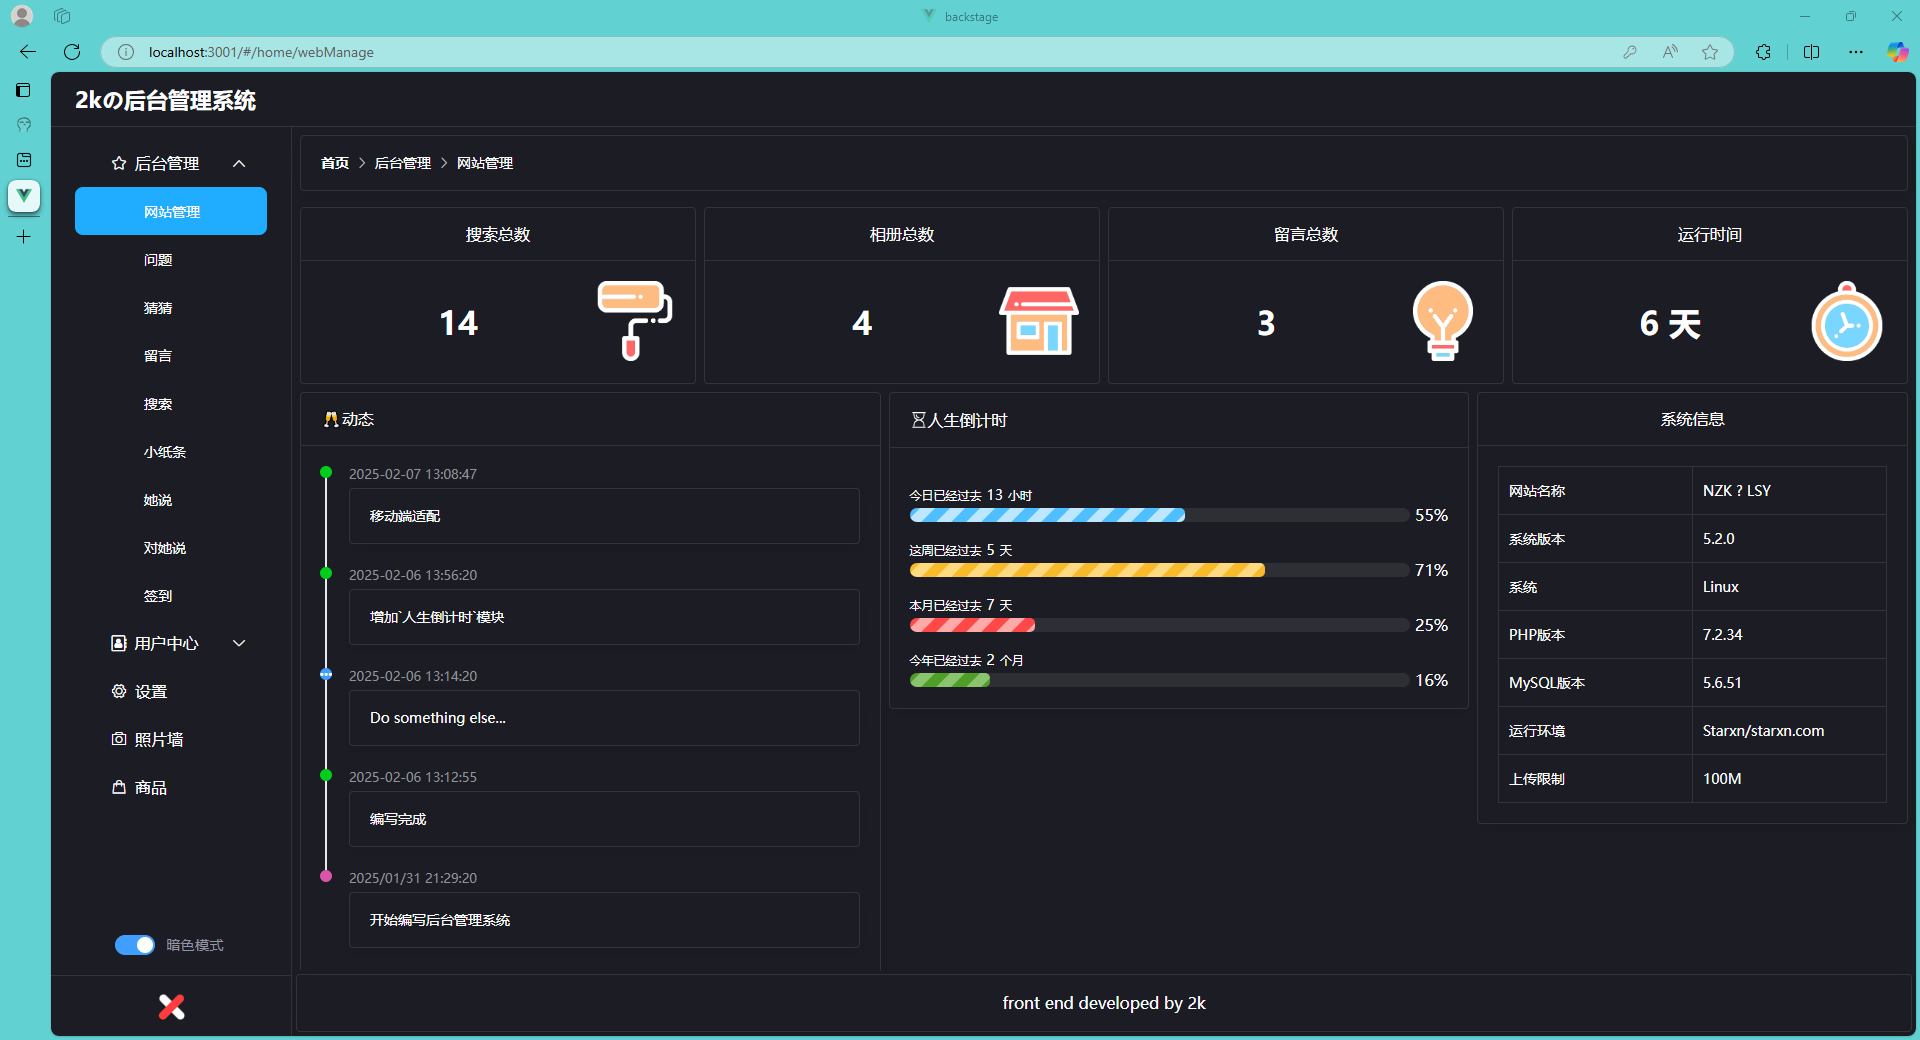 backstage
localhost:3001/#/home/webManage
2kの后台管理系统
后台管理
网站管理
问题
猜猜
留言
搜索
小纸条
她说
对她说
签到
用户中心
设置
照片墙
商品
暗色模式
首页 > 后台管理 > 网站管理
搜索总数
14
相册总数
4
留言总数
3
运行时间
6 天
🥂动态
2025-02-07 13:08:47
移动端适配
2025-02-06 13:56:20
增加`人生倒计时`模块
2025-02-06 13:14:20
Do something else...
2025-02-06 13:12:55
编写完成
2025/01/31 21:29:20
开始编写后台管理系统
⏳人生倒计时
今日已经过去 13 小时
55%
这周已经过去 5 天
71%
本月已经过去 7 天
25%
今年已经过去 2 个月
16%
系统信息
网站名称 NZK ? LSY
系统版本 5.2.0
系统 Linux
PHP版本 7.2.34
MySQL版本 5.6.51
运行环境 Starxn/starxn.com
上传限制 100M
front end developed by 2k